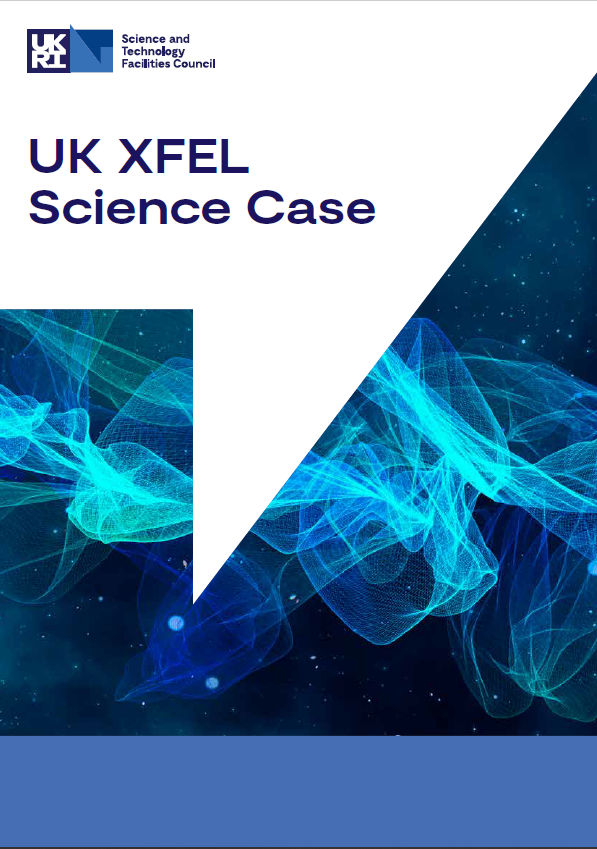 UK
RI
Science and
Technology
Facilities Council
UK XFEL
Science Case